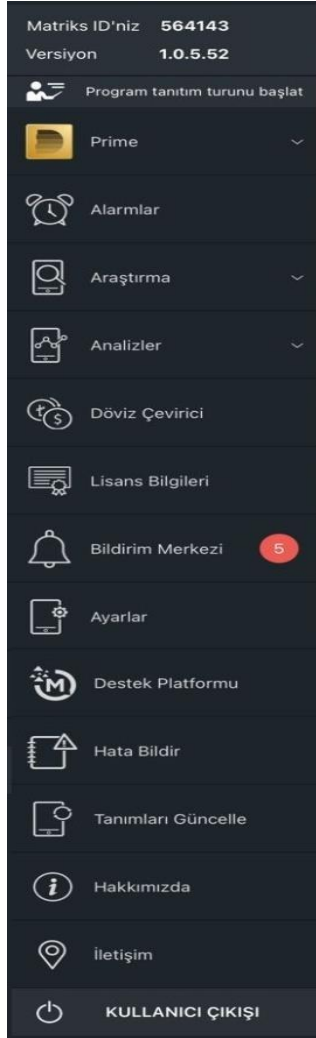 Matriks ID'niz 564143
Versiyon 1.0.5.52
Program tanıtım turunu başlat
Prime
Alarmlar
Araştırma
Analizler
Döviz Çevirici
Lisans Bilgileri
Bildirim Merkezi 5
Ayarlar
Destek Platformu
Hata Bildir
Tanımları Güncelle
Hakkımızda
İletişim
KULLANICI ÇIKIŞI